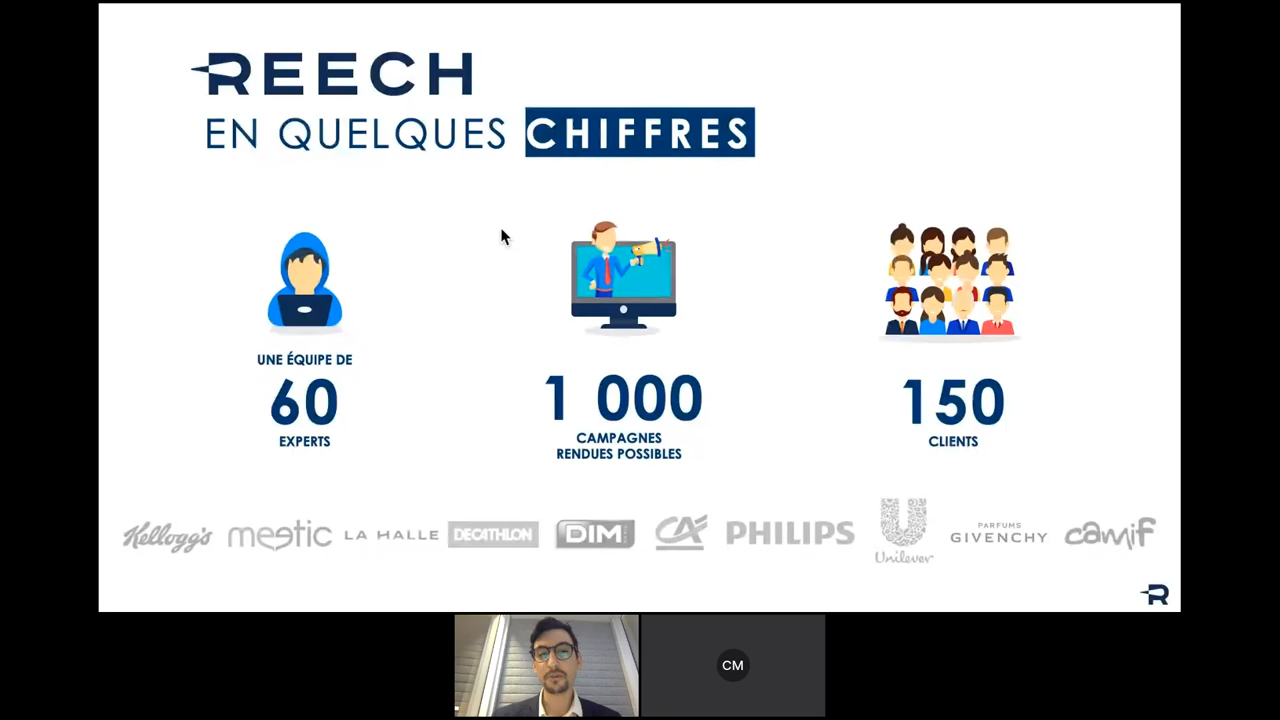 REECH
EN QUELQUES CHIFFRES
UNE ÉQUIPE DE
60
EXPERTS
1 000
CAMPAGNES
RENDUES POSSIBLES
150
CLIENTS
Kellogg's meetic LA HALLE DECATHLON DIM CA PHILIPS Unilever PARFUMS GIVENCHY camif
R
CM